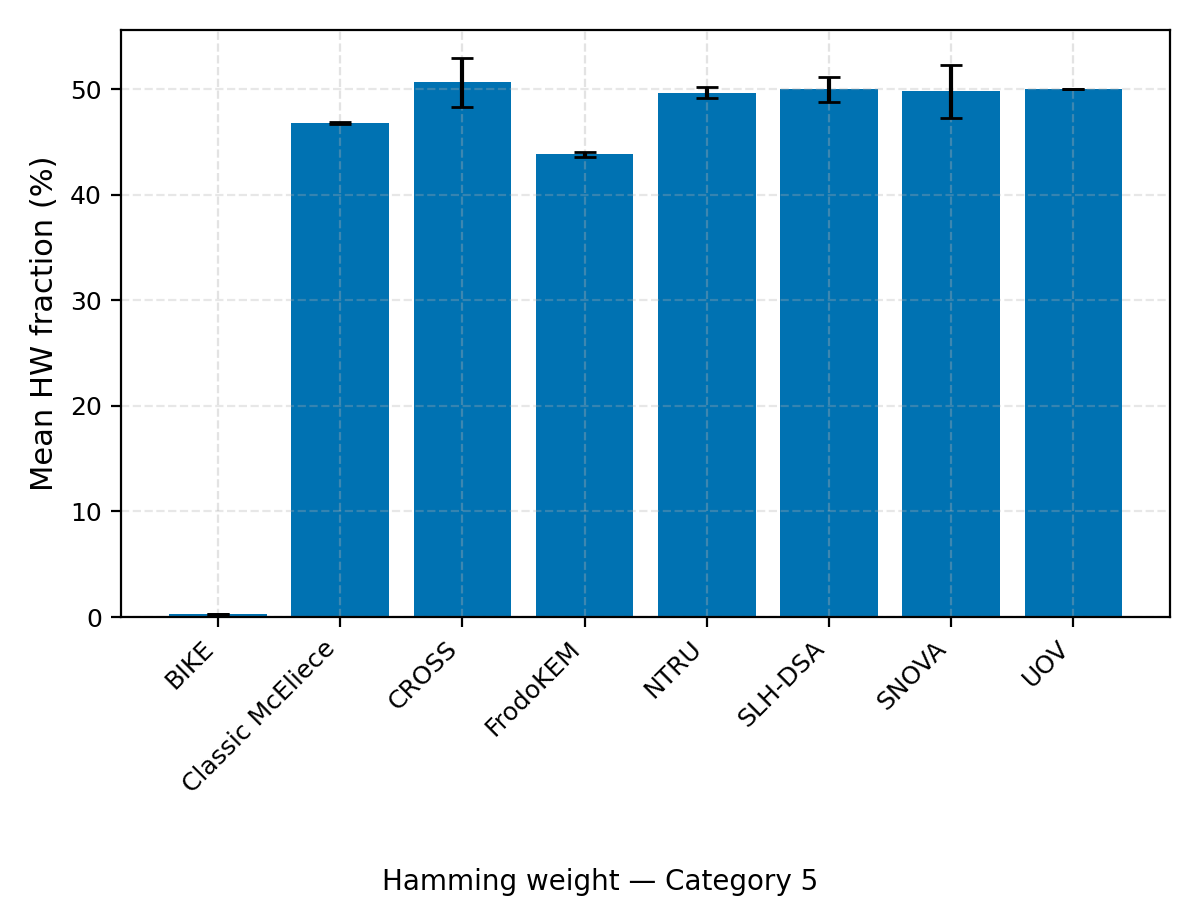 Mean HW fraction (%)
50
40
30
20
10
0
BIKE
Classic McEliece
CROSS
FrodoKEM
NTRU
SLH-DSA
SNOVA
UOV
Hamming weight — Category 5